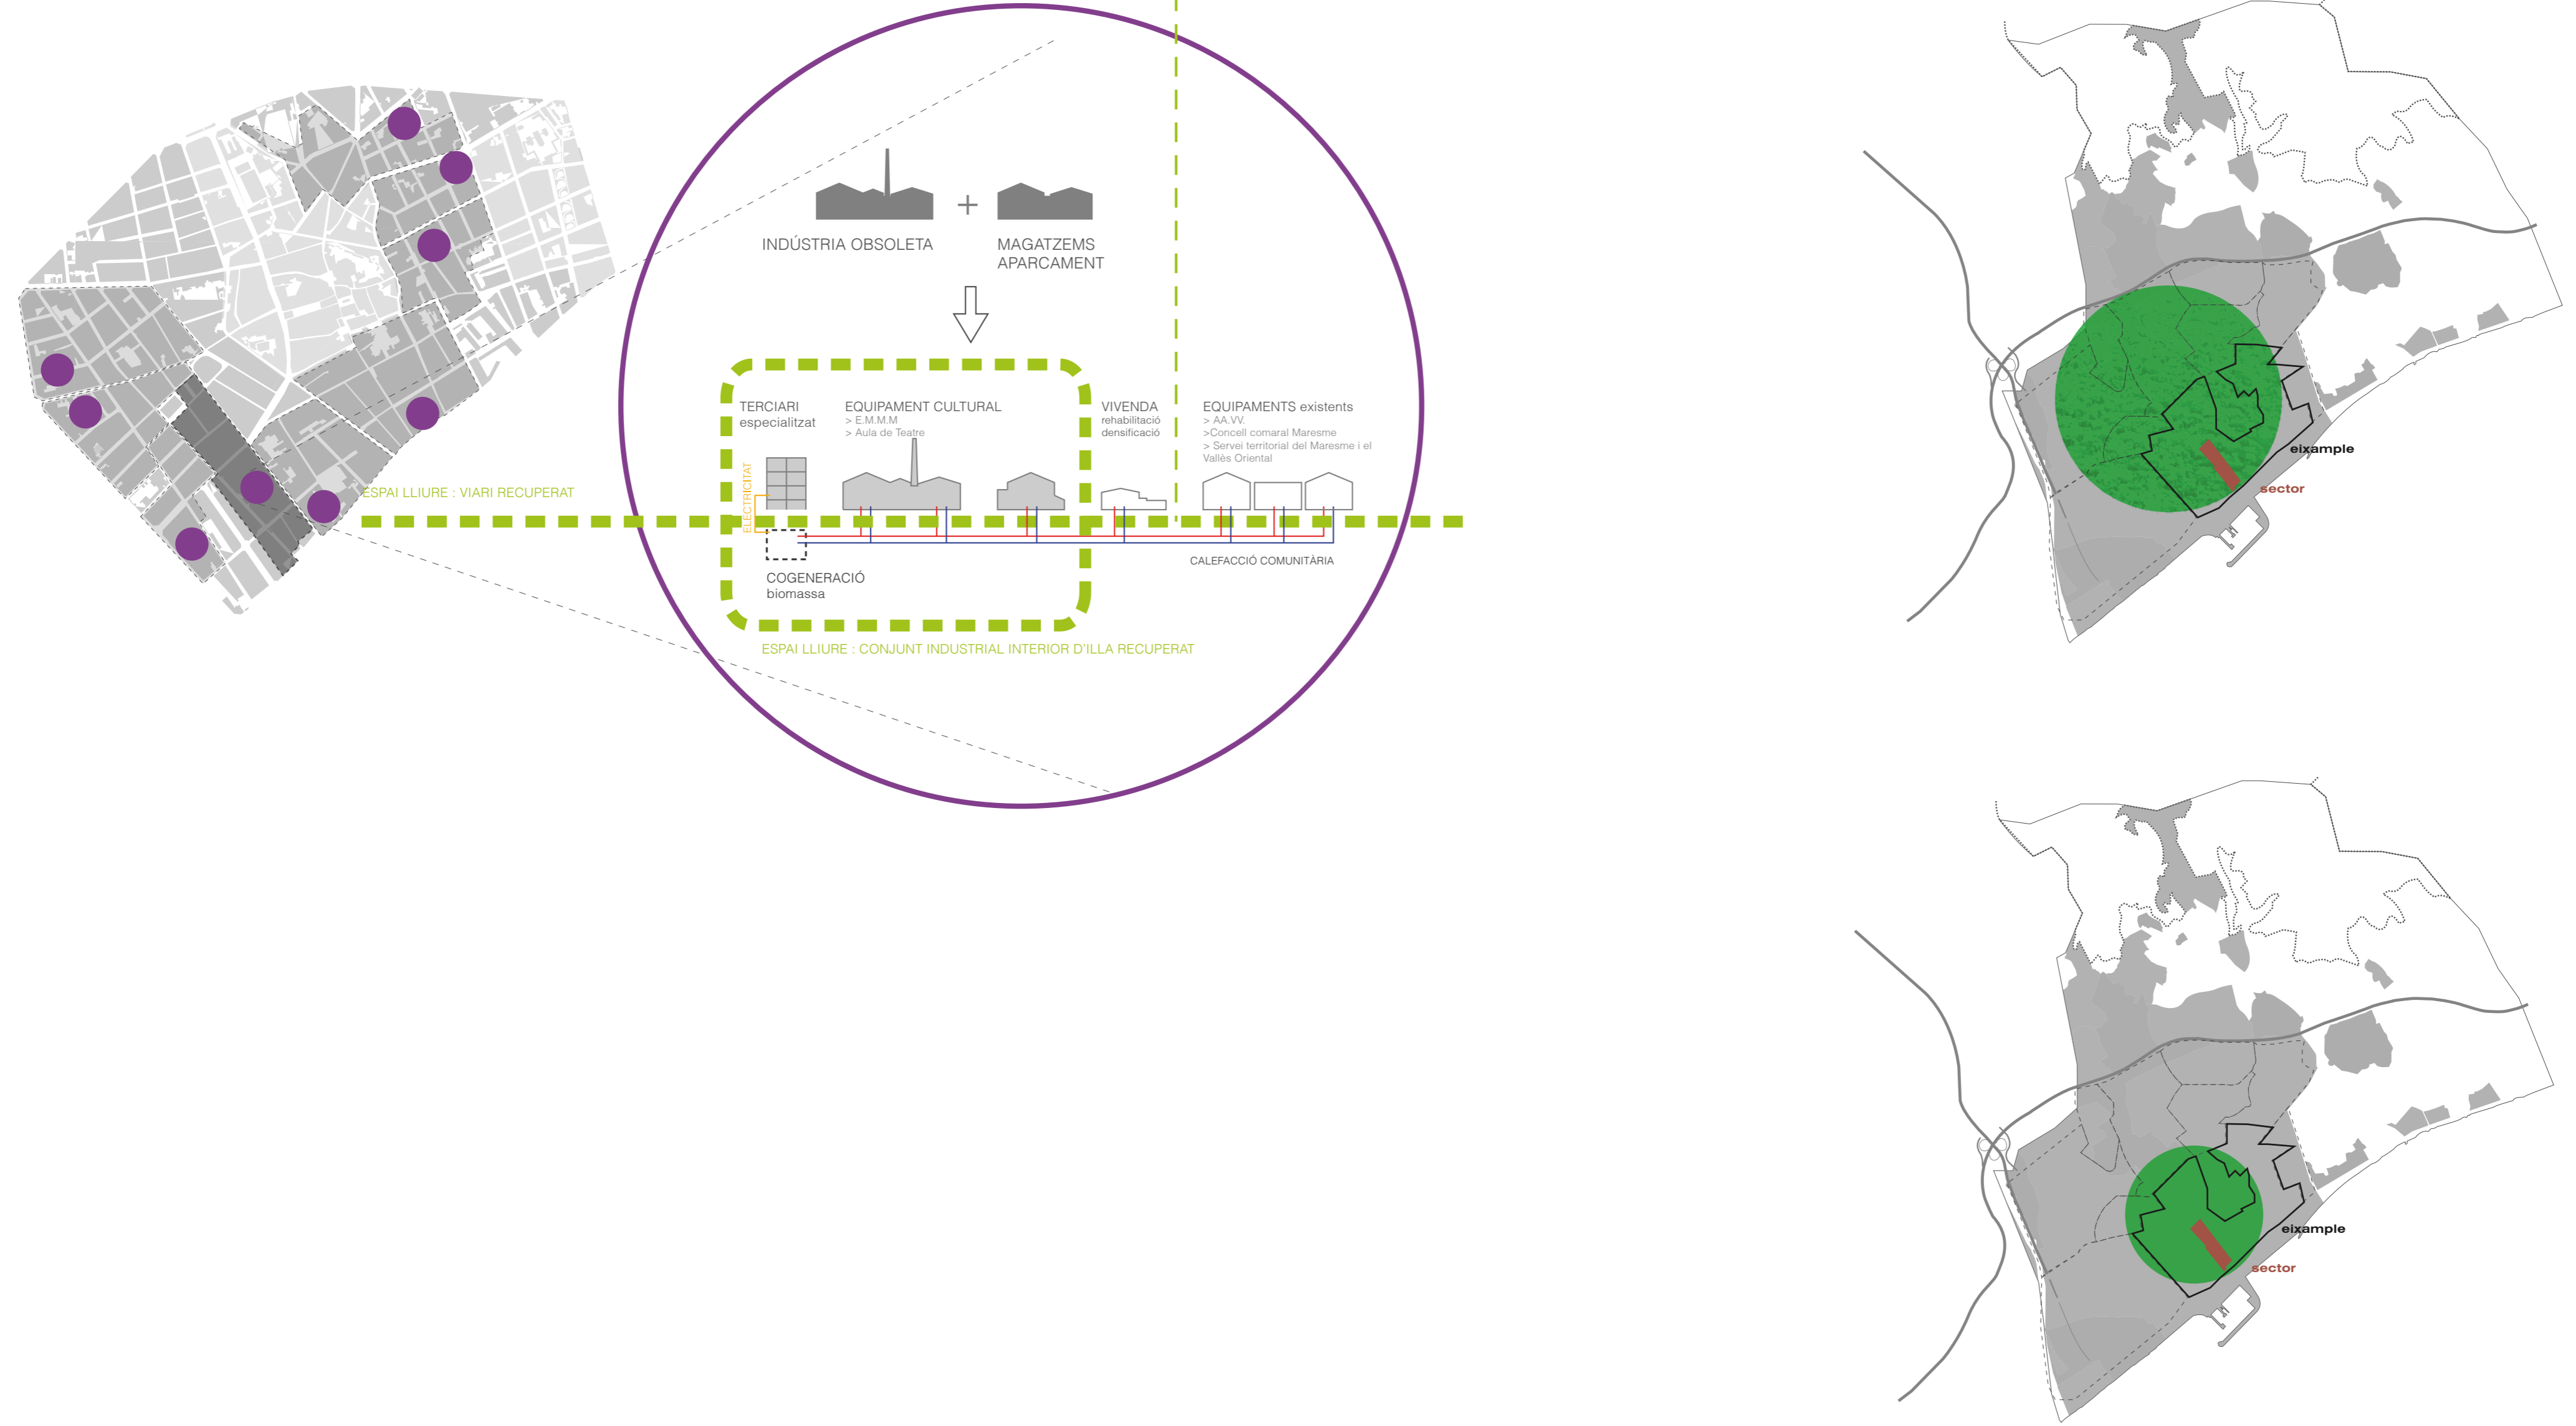 INDÚSTRIA OBSOLETA
+
MAGATZEMS
APARCAMENT
TERCIARI
especialitzat
EQUIPAMENT CULTURAL
> E.M.M.M
> Aula de Teatre
VIVENDA
rehabilitació
densificació
EQUIPAMENTS existents
> AA.VV.
>Concell comaral Maresme
> Servei territorial del Maresme i el
Vallès Oriental
ELECTRICITAT
ESPAI LLIURE : VIARI RECUPERAT
CALEFACCIÓ COMUNITÀRIA
COGENERACIÓ
biomassa
ESPAI LLIURE : CONJUNT INDUSTRIAL INTERIOR D'ILLA RECUPERAT
eixample
sector
eixample
sector